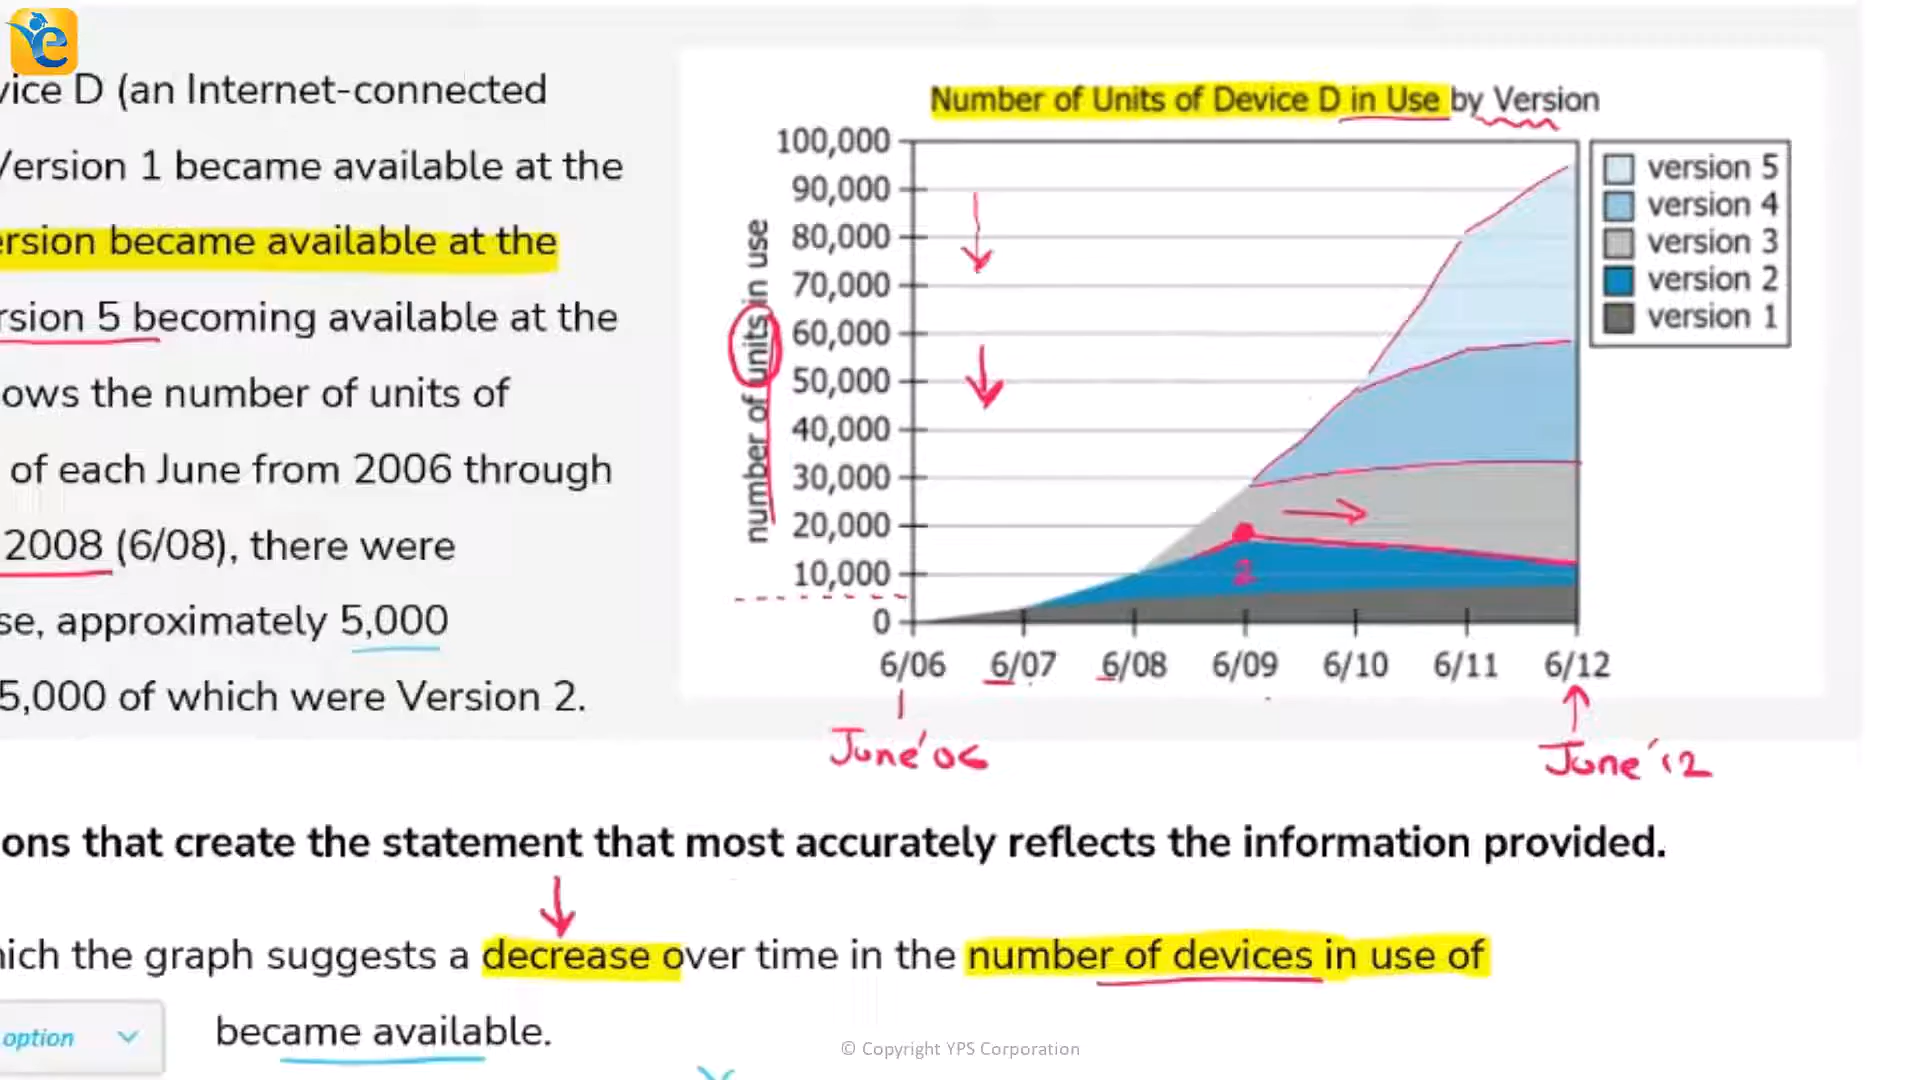 vice D (an Internet-connected
Version 1 became available at the
ersion became available at the
rsion 5 becoming available at the
ows the number of units of
of each June from 2006 through
2008 (6/08), there were
se, approximately 5,000
5,000 of which were Version 2.
Number of Units of Device D in Use by Version
number of units in use
100,000
90,000
80,000
70,000
60,000
50,000
40,000
30,000
20,000
10,000
0
6/06 6/07 6/08 6/09 6/10 6/11 6/12
version 5
version 4
version 3
version 2
version 1
2
June '06
June '12
ons that create the statement that most accurately reflects the information provided.
hich the graph suggests a decrease over time in the number of devices in use of
option became available.
© Copyright YPS Corporation